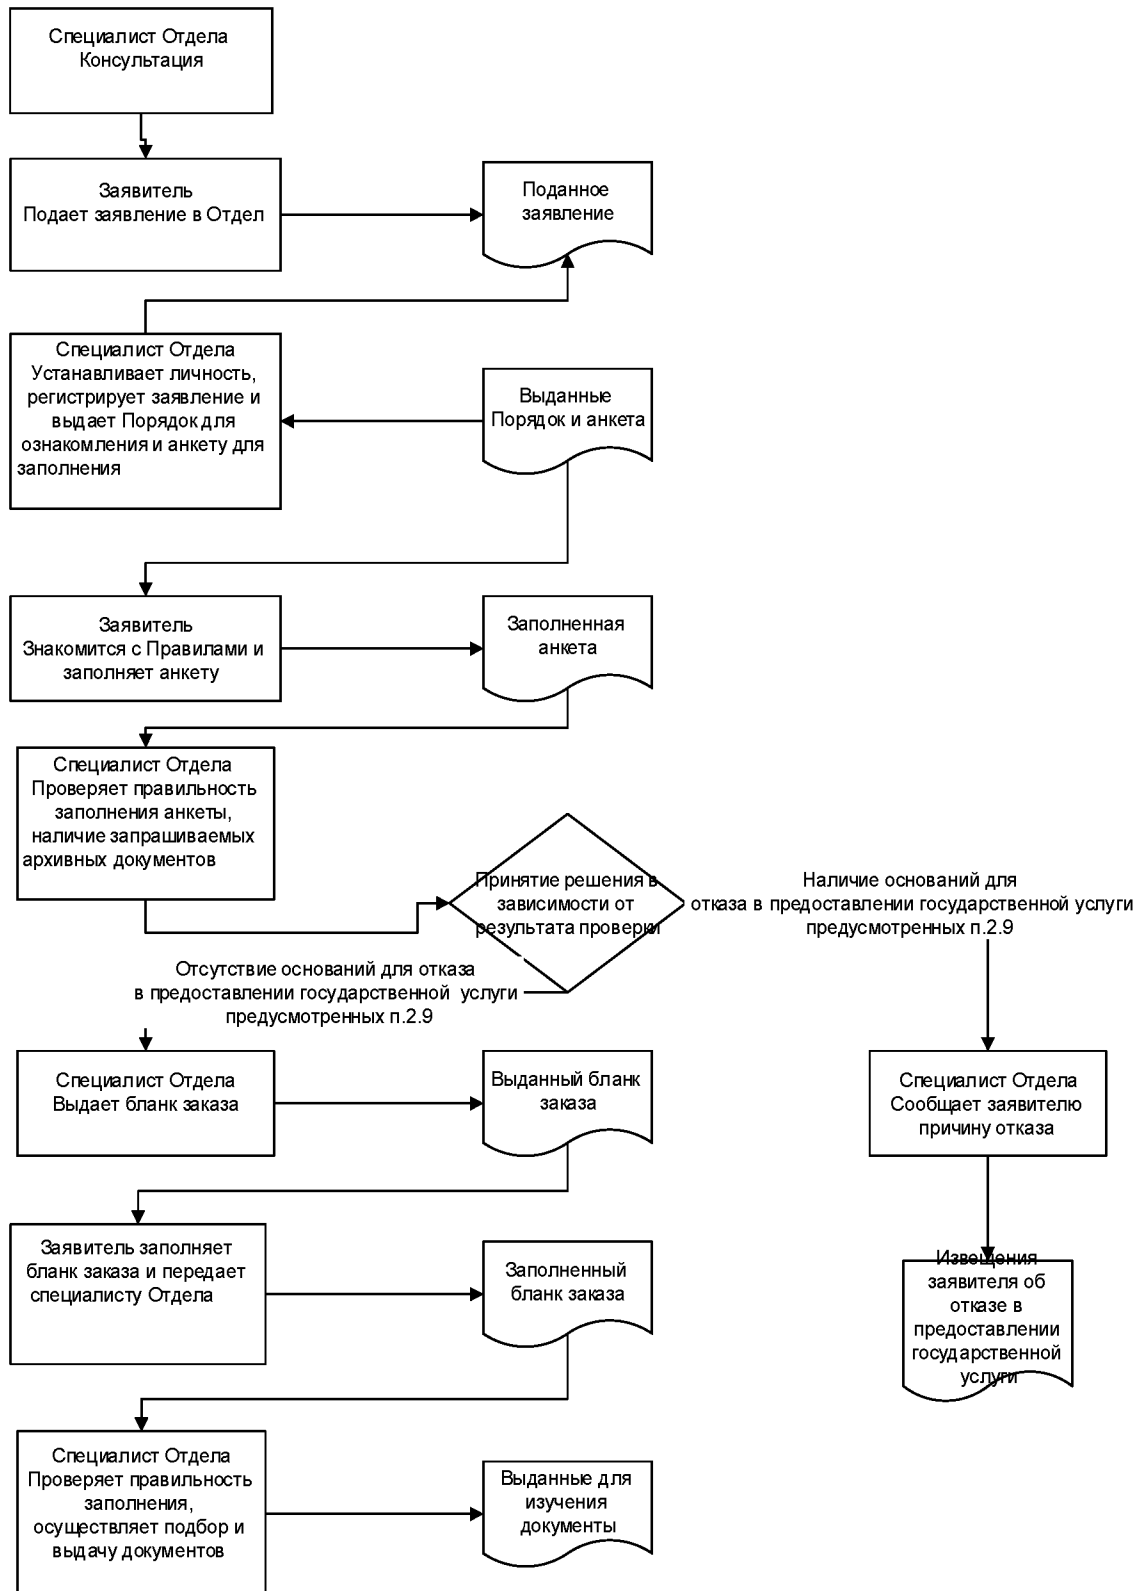 Специалист Отдела
Консультация
Заявитель
Подает заявление в Отдел
Поданное
заявление
Специалист Отдела
Устанавливает личность,
регистрирует заявление и
выдает Порядок для
ознакомления и анкету для
заполнения
Выданные
Порядок и анкета
Заявитель
Знакомится с Правилами и
заполняет анкету
Заполненная
анкета
Специалист Отдела
Проверяет правильность
заполнения анкеты,
наличие запрашиваемых
архивных документов
Принятие решения в
зависимости от
результата проверки
Наличие оснований для
отказа в предоставлении государственной услуги
предусмотренных п.2.9
Отсутствие оснований для отказа
в предоставлении государственной услуги
предусмотренных п.2.9
Специалист Отдела
Выдает бланк заказа
Выданный бланк
заказа
Специалист Отдела
Сообщает заявителю
причину отказа
Заявитель заполняет
бланк заказа и передает
специалисту Отдела
Заполненный
бланк заказа
Извещения
заявителя об
отказе в
предоставлении
государственной
услуги
Специалист Отдела
Проверяет правильность
заполнения,
осуществляет подбор и
выдачу документов
Выданные для
изучения
документы